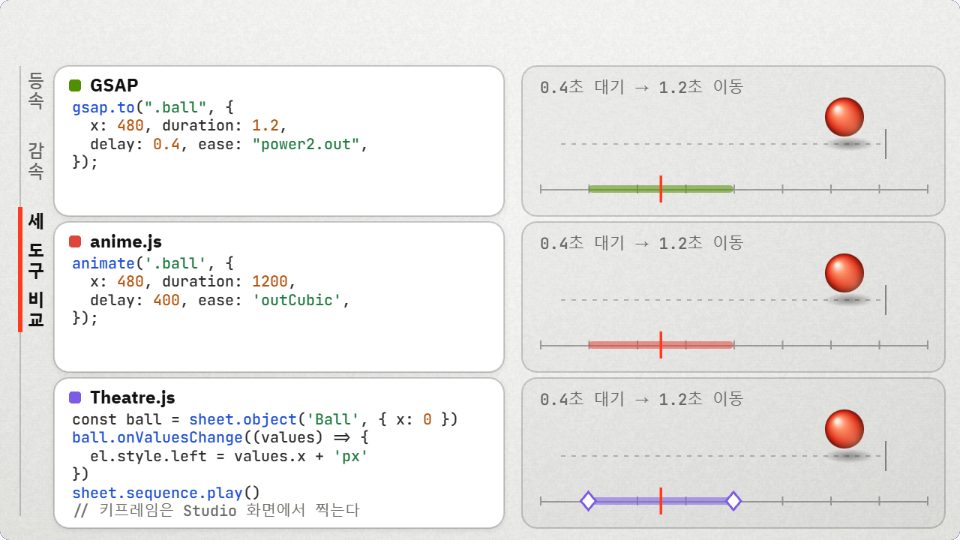 등속
감속
세 도구 비교
GSAP
gsap.to(".ball", {
  x: 480, duration: 1.2,
  delay: 0.4, ease: "power2.out",
});
0.4초 대기 → 1.2초 이동
anime.js
animate('.ball', {
  x: 480, duration: 1200,
  delay: 400, ease: 'outCubic',
});
0.4초 대기 → 1.2초 이동
Theatre.js
const ball = sheet.object('Ball', { x: 0 })
ball.onValuesChange((values) => {
  el.style.left = values.x + 'px'
})
sheet.sequence.play()
// 키프레임은 Studio 화면에서 찍는다
0.4초 대기 → 1.2초 이동